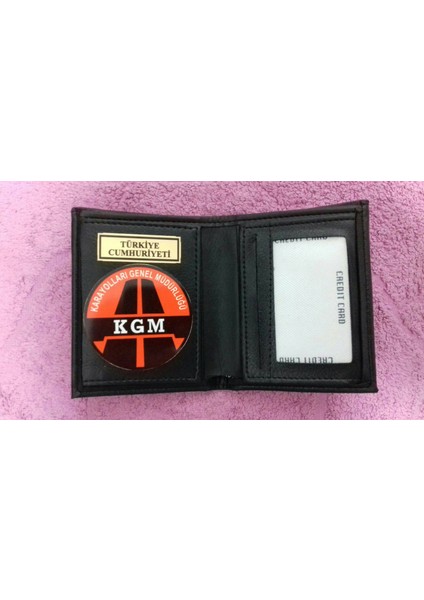 TÜRKİYE
CUMHURİYETİ
KARAYOLLARI GENEL MÜDÜRLÜĞÜ
KGM
CREDIT CARD
CREDIT CARD
CREDIT CARD